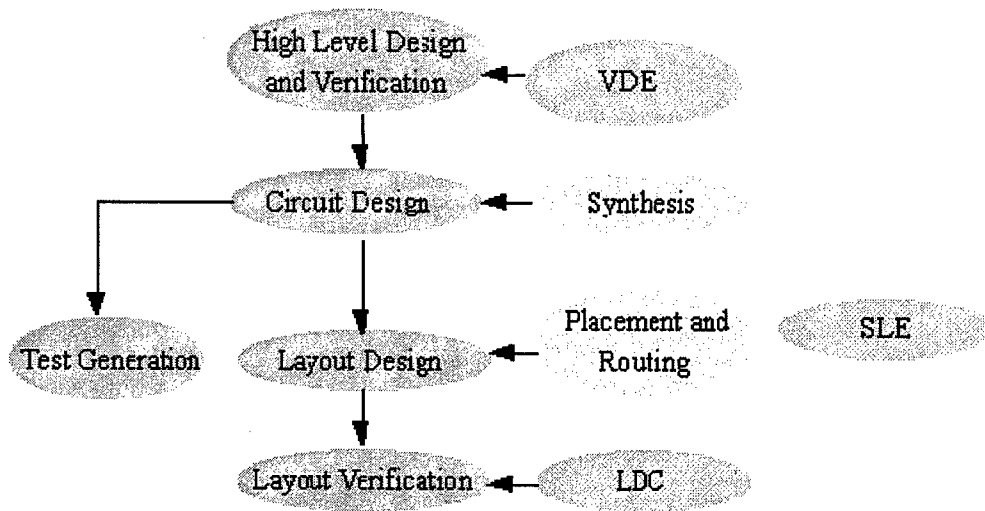 High Level Design
and Verification
VDE
Circuit Design
Synthesis
Test Generation
Layout Design
Placement and
Routing
SLE
Layout Verification
LDC